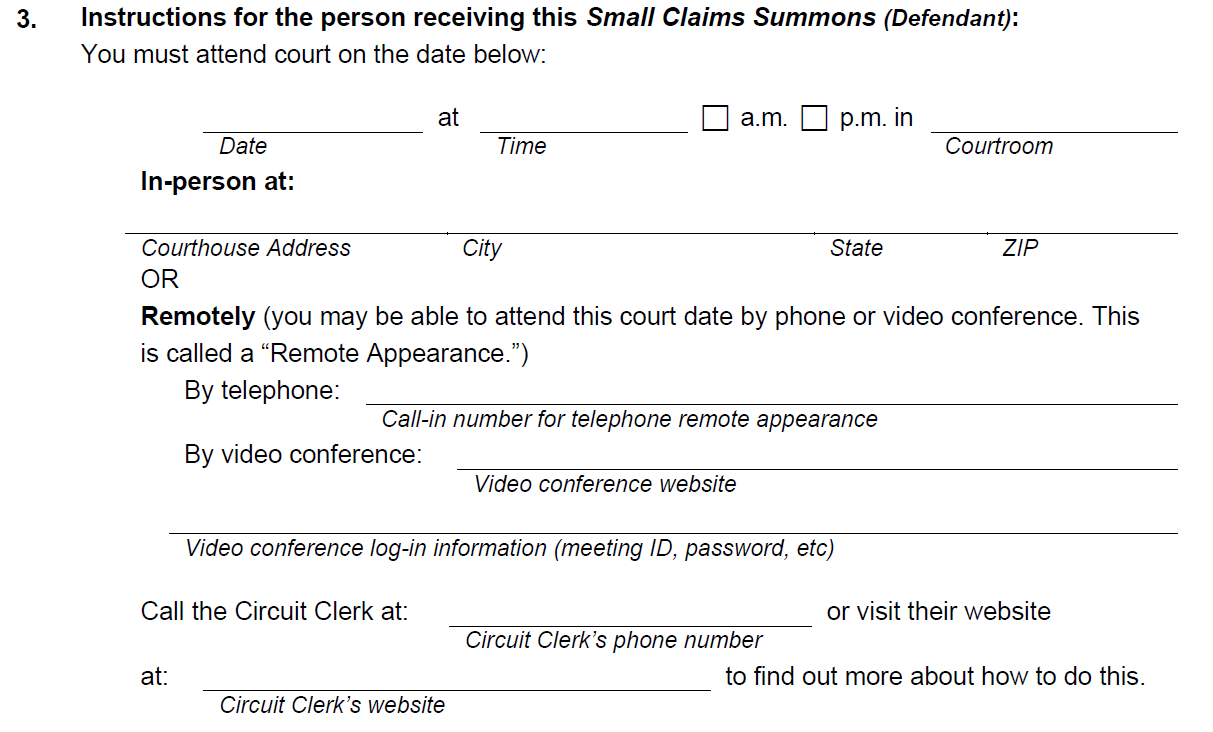 3. Instructions for the person receiving this Small Claims Summons (Defendant):
You must attend court on the date below:
at ☐ a.m. ☐ p.m. in
Date Time Courtroom
In-person at:
Courthouse Address City State ZIP
OR
Remotely (you may be able to attend this court date by phone or video conference. This
is called a “Remote Appearance.”)
By telephone:
Call-in number for telephone remote appearance
By video conference:
Video conference website
Video conference log-in information (meeting ID, password, etc)
Call the Circuit Clerk at: or visit their website
Circuit Clerk’s phone number
at: to find out more about how to do this.
Circuit Clerk’s website